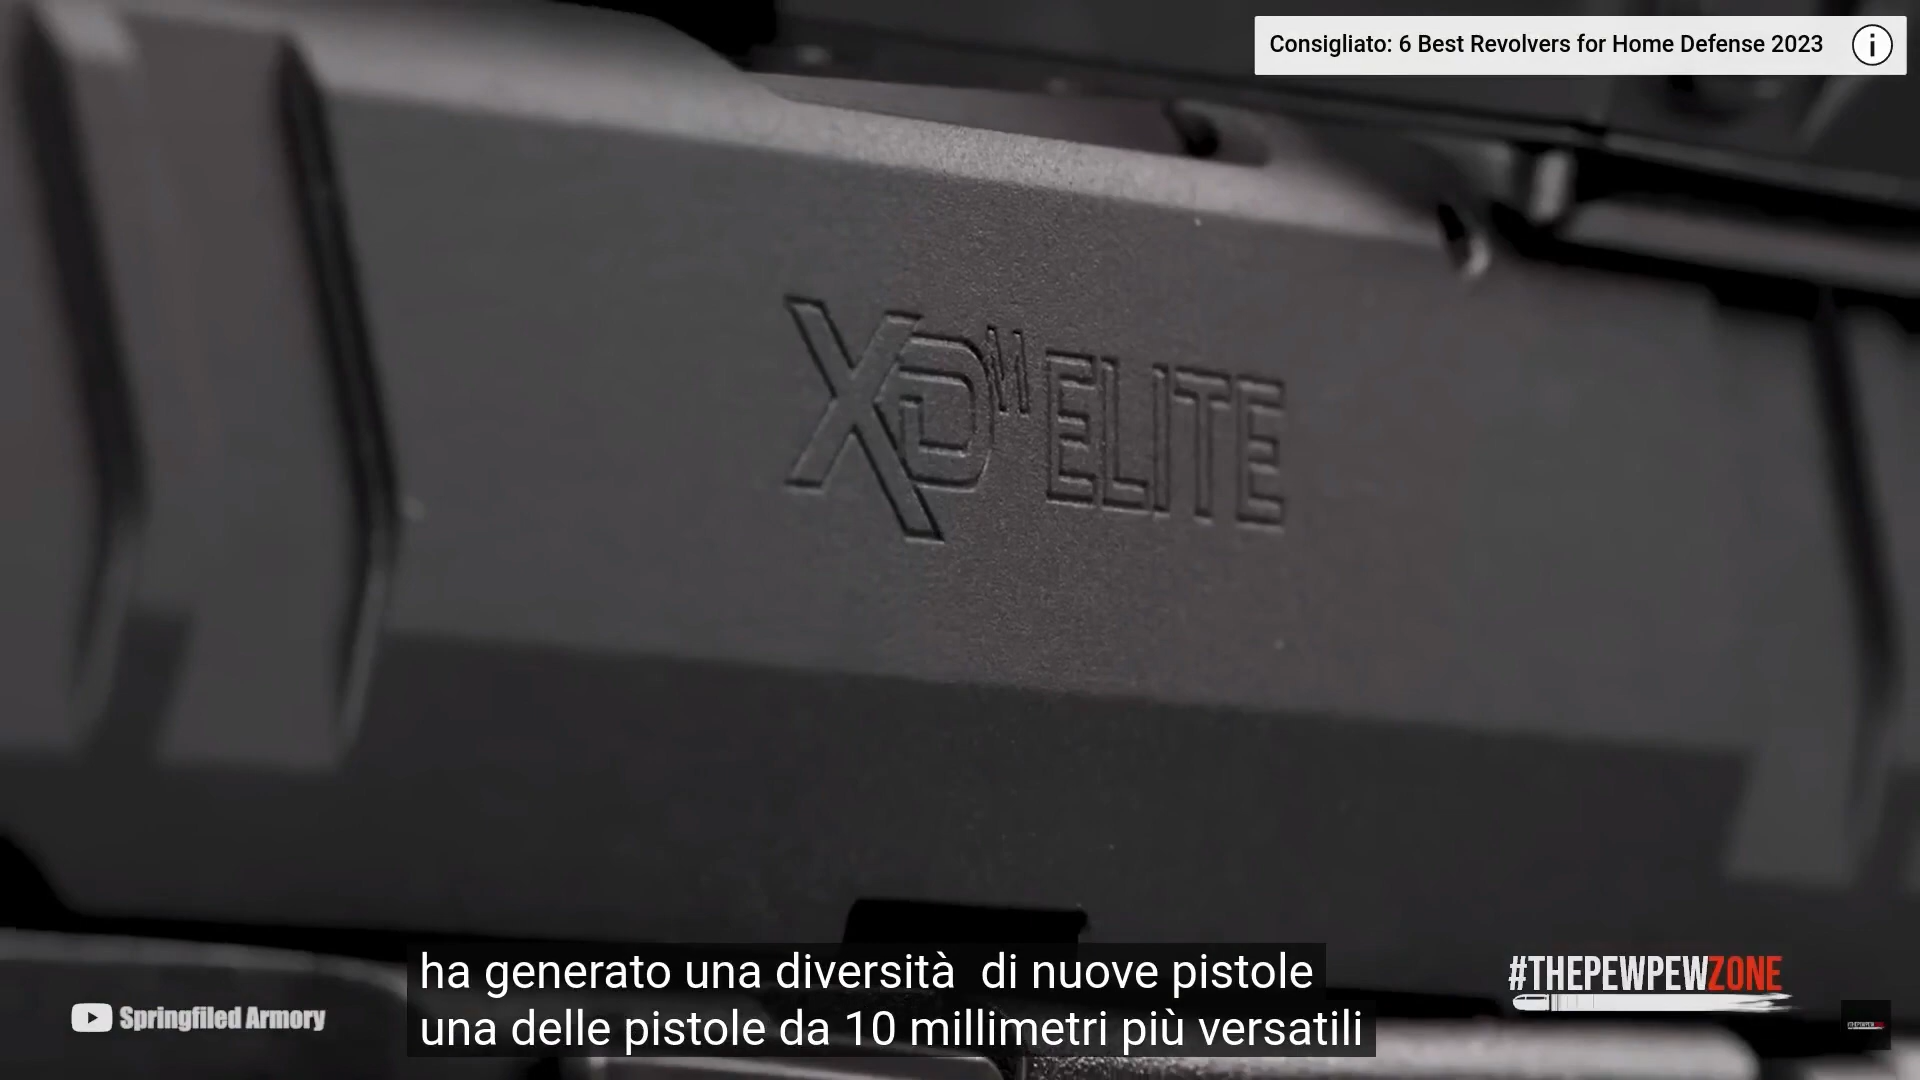 Consigliato: 6 Best Revolvers for Home Defense 2023
XDM ELITE
ha generato una diversità di nuove pistole
una delle pistole da 10 millimetri più versatili
#THEPEWPEWZONE
Springfiled Armory